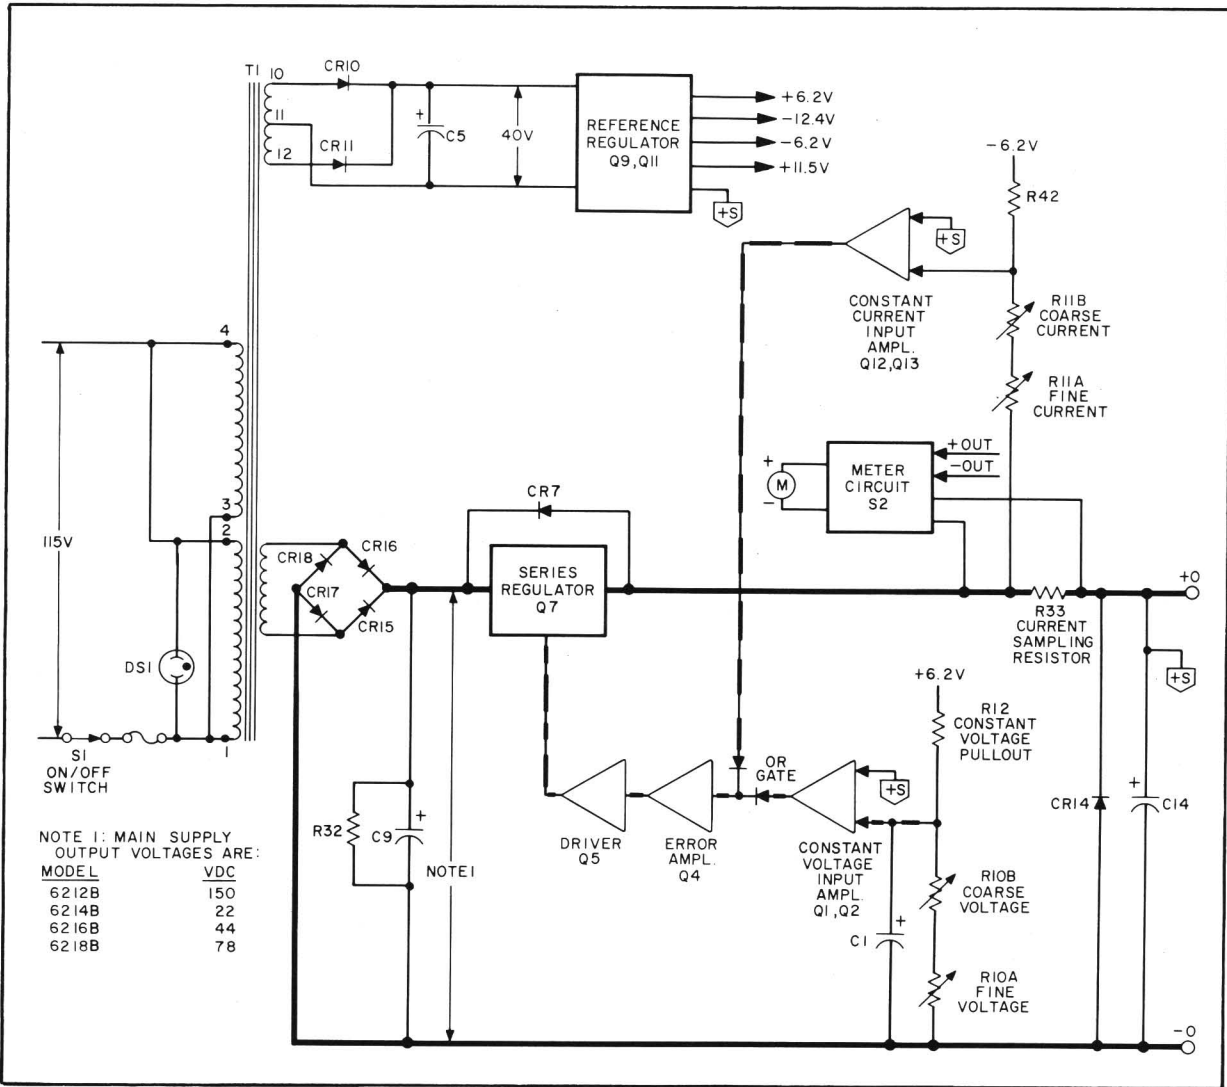 T1
10
11
12
CR10
CR11
+
C5
40V
REFERENCE
REGULATOR
Q9,Q11
+6.2V
-12.4V
-6.2V
+11.5V
+S
-6.2V
R42
+S
CONSTANT
CURRENT
INPUT
AMPL.
Q12,Q13
R11B
COARSE
CURRENT
R11A
FINE
CURRENT
4
3
2
1
115V
DS1
S1
ON/OFF
SWITCH
+
M
-
METER
CIRCUIT
S2
+OUT
-OUT
CR7
CR18
CR16
CR17
CR15
SERIES
REGULATOR
Q7
R33
CURRENT
SAMPLING
RESISTOR
+O
+S
+6.2V
R12
CONSTANT
VOLTAGE
PULLOUT
OR
GATE
+S
DRIVER
Q5
ERROR
AMPL.
Q4
CONSTANT
VOLTAGE
INPUT
AMPL.
Q1,Q2
R32
C9
+
NOTE 1
C1
+
R10B
COARSE
VOLTAGE
R10A
FINE
VOLTAGE
CR14
+
C14
-O
NOTE 1: MAIN SUPPLY
OUTPUT VOLTAGES ARE:
MODEL VDC
6212B 150
6214B 22
6216B 44
6218B 78